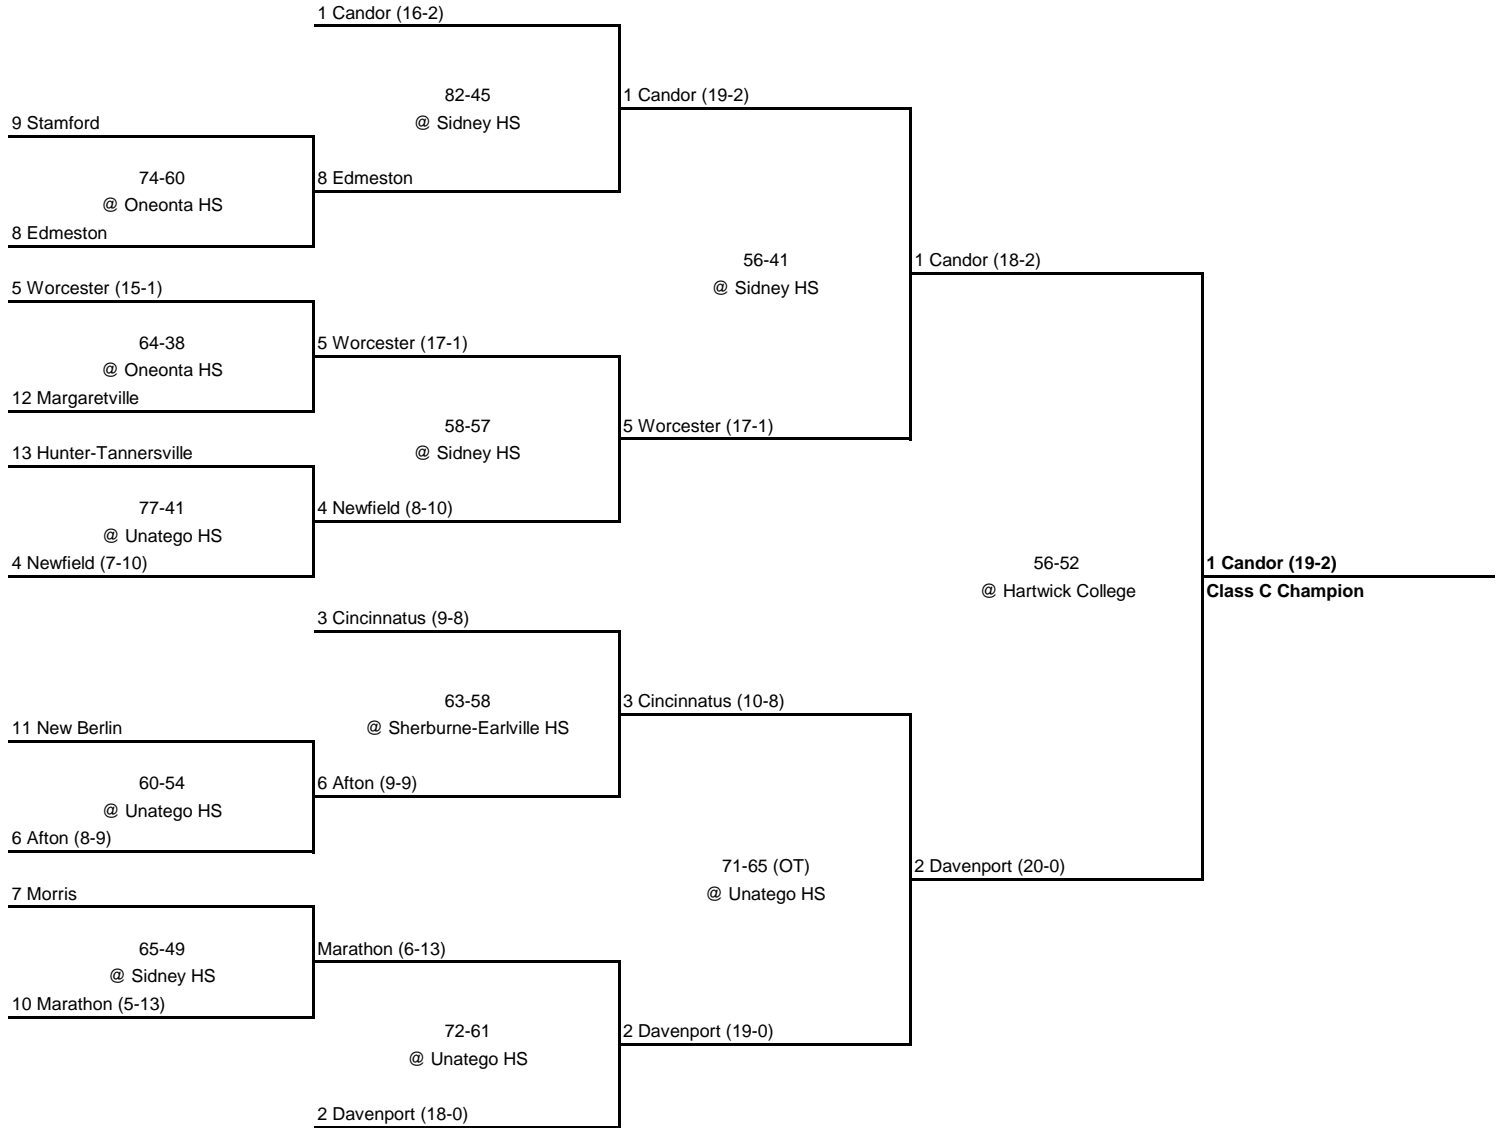 1 Candor (16-2)
82-45
1 Candor (19-2)
9 Stamford
@ Sidney HS
74-60
8 Edmeston
@ Oneonta HS
8 Edmeston
56-41
1 Candor (18-2)
5 Worcester (15-1)
@ Sidney HS
64-38
5 Worcester (17-1)
@ Oneonta HS
12 Margaretville
58-57
5 Worcester (17-1)
13 Hunter-Tannersville
@ Sidney HS
77-41
4 Newfield (8-10)
@ Unatego HS
4 Newfield (7-10)
56-52
1 Candor (19-2)
@ Hartwick College
Class C Champion
3 Cincinnatus (9-8)
63-58
3 Cincinnatus (10-8)
11 New Berlin
@ Sherburne-Earlville HS
60-54
6 Afton (9-9)
@ Unatego HS
6 Afton (8-9)
71-65 (OT)
2 Davenport (20-0)
7 Morris
@ Unatego HS
65-49
Marathon (6-13)
@ Sidney HS
10 Marathon (5-13)
72-61
2 Davenport (19-0)
@ Unatego HS
2 Davenport (18-0)